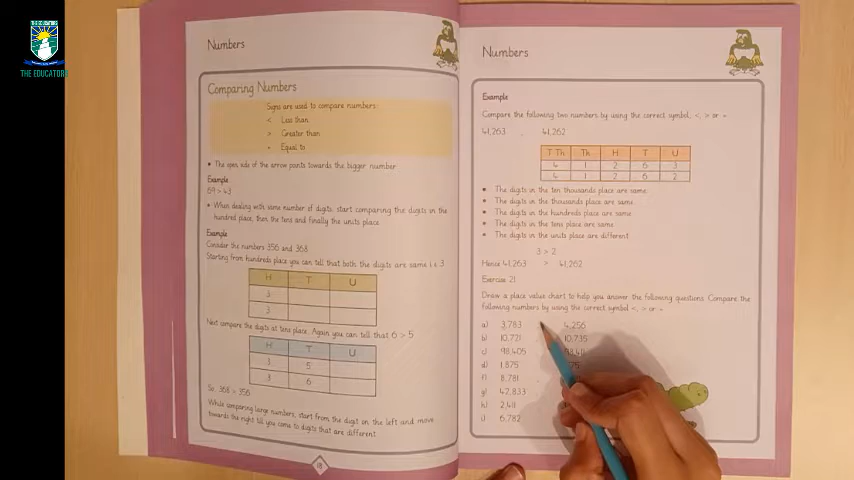 THE EDUCATOR
Numbers
Comparing Numbers
Signs are used to compare numbers:
< Less than
> Greater than
= Equal to
• The open side of the arrow points towards the bigger number
Example
89 > 43
• When dealing with same number of digits, start comparing the digits in the
hundred place, then the tens and finally the units place
Example
Consider the numbers 356 and 368
Starting from hundreds place you can tell that both the digits are same i e 3
H T U
3
3
Next compare the digits at tens place. Again you can tell that 6 > 5
H T U
3 5
3 6
So, 368 > 356
While comparing large numbers, start from the digit on the left and move
towards the right till you come to digits that are different
18
Numbers
Example
Compare the following two numbers by using the correct symbol, <, > or =
41,263 , 41,262
T Th Th H T U
4 1 2 6 3
4 1 2 6 2
• The digits in the ten thousands place are same
• The digits in the thousands place are same
• The digits in the hundreds place are same
• The digits in the tens place are same
• The digits in the units place are different
3 > 2
Hence 41,263 > 41,262
Exercise 21
Draw a place value chart to help you answer the following questions. Compare the
following numbers by using the correct symbol <, > or =
a) 3,783 4,256
b) 10,721 10,735
c) 98,405
d) 1,875
f) 8,781
g) 47,833
h) 2,411
i) 6,782